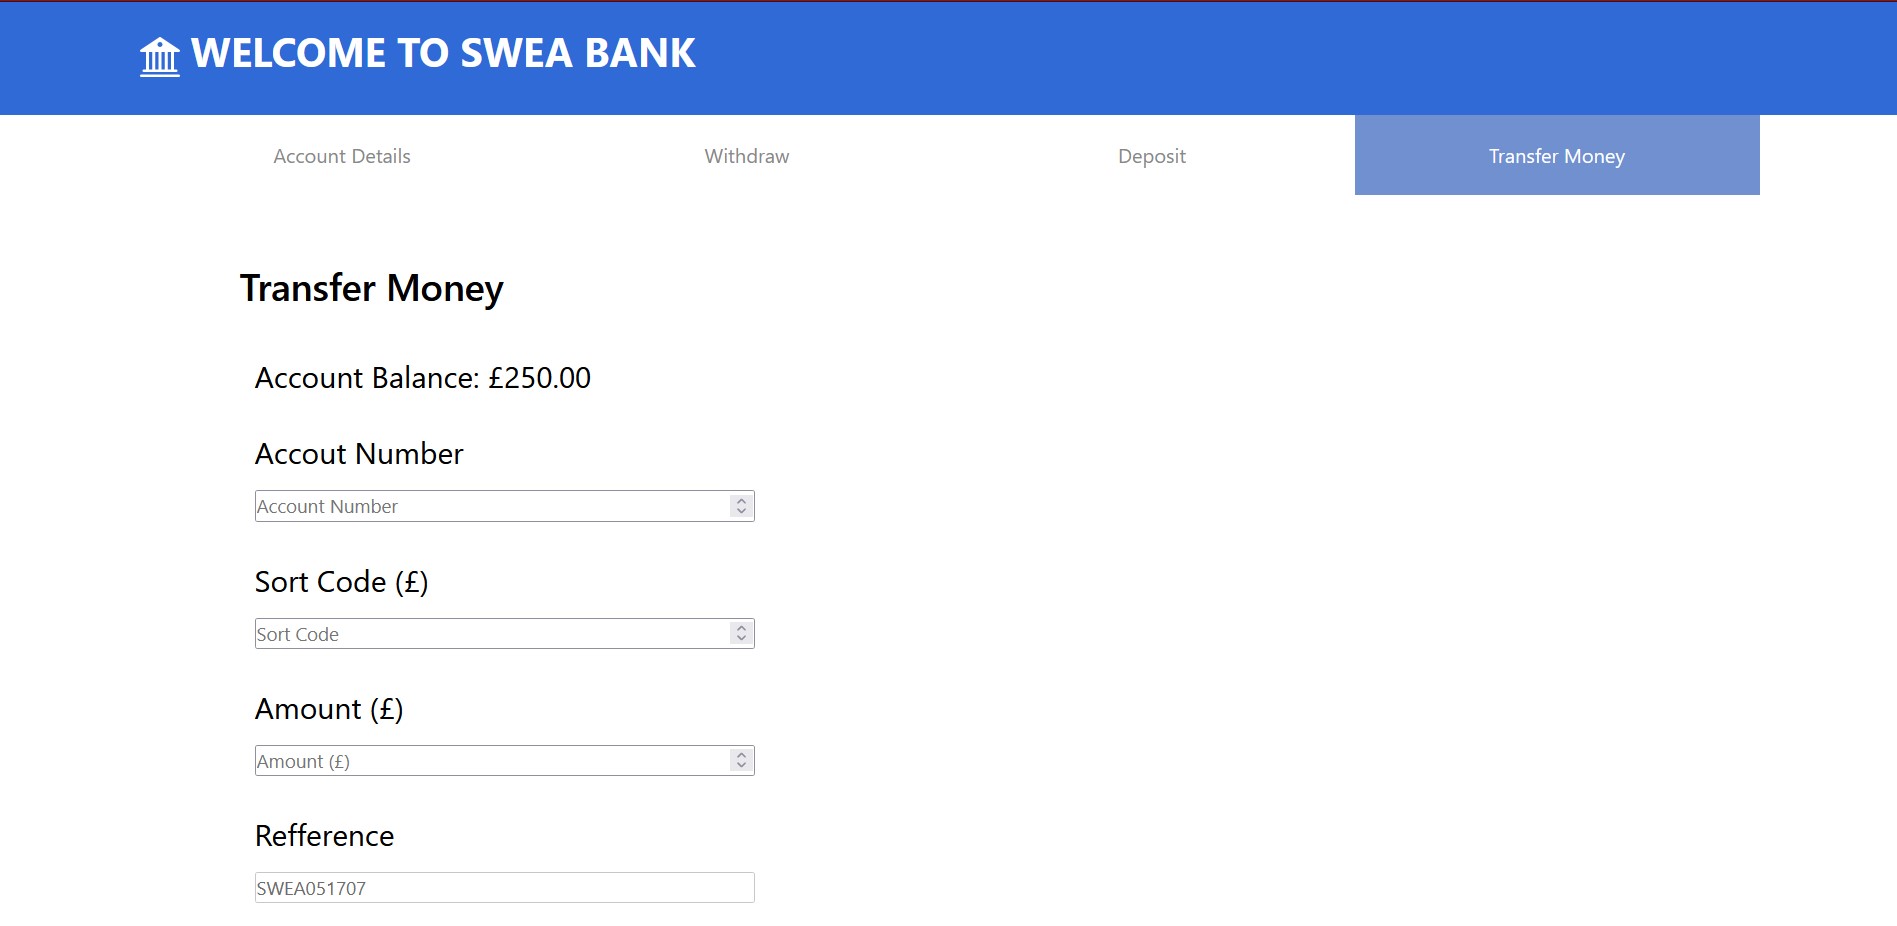 WELCOME TO SWEA BANK
Account Details Withdraw Deposit Transfer Money
Transfer Money
Account Balance: £250.00
Accout Number
Account Number
Sort Code (£)
Sort Code
Amount (£)
Amount (£)
Refference
SWEA051707